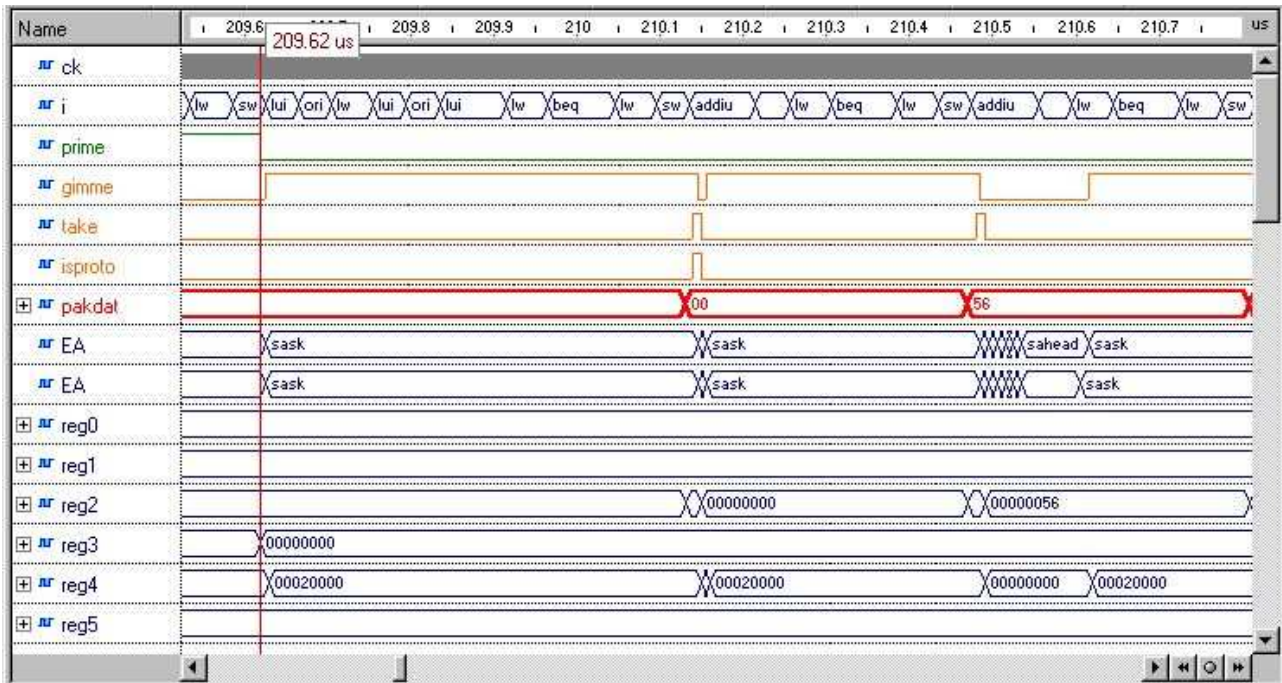 Name 209.6 209.8 209.9 210 210.1 210.2 210.3 210.4 210.5 210.6 210.7 us
209.62 us
ck
i lw sw lui ori lw lui ori lui lw beq lw sw addiu lw beq lw sw addiu lw beq lw sw
prime
gimme
take
isproto
pakdat 00 56
EA sask sask sahead sask
EA sask sask sask
reg0
reg1
reg2 00000000 00000056
reg3 00000000
reg4 00020000 00020000 00000000 00020000
reg5